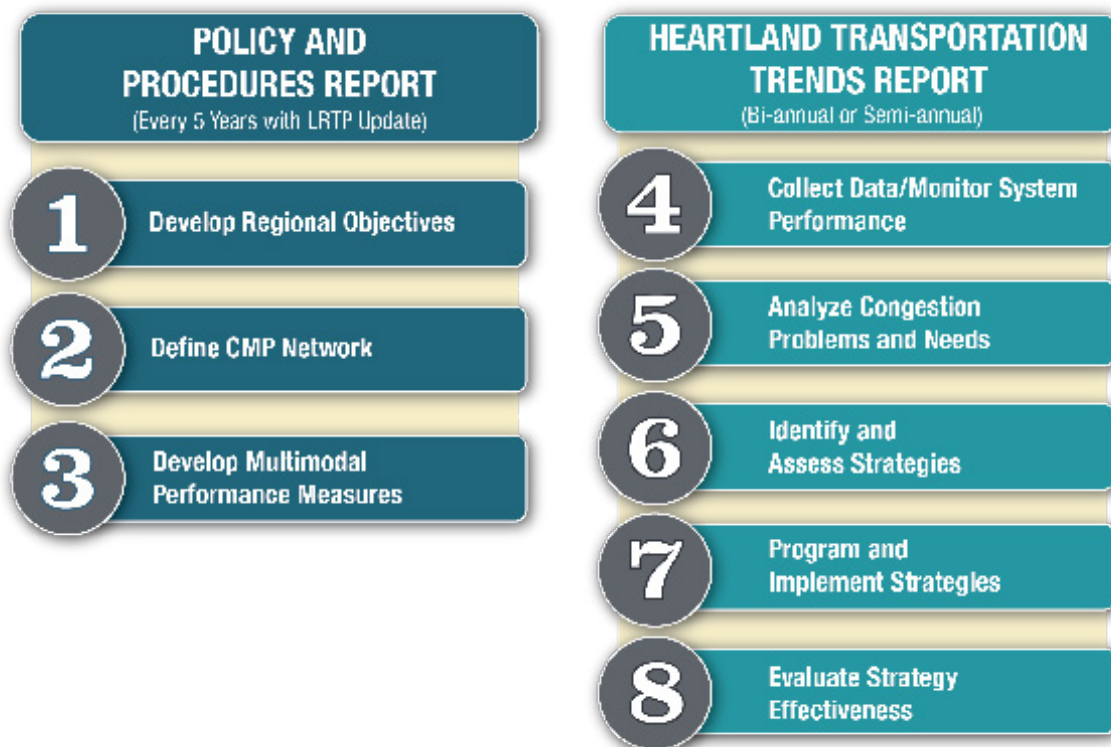 POLICY AND
PROCEDURES REPORT
(Every 5 Years with LRTP Update)
1
Develop Regional Objectives
2
Define CMP Network
3
Develop Multimodal
Performance Measures
HEARTLAND TRANSPORTATION
TRENDS REPORT
(Bi-annual or Semi-annual)
4
Collect Data/Monitor System
Performance
5
Analyze Congestion
Problems and Needs
6
Identify and
Assess Strategies
7
Program and
Implement Strategies
8
Evaluate Strategy
Effectiveness